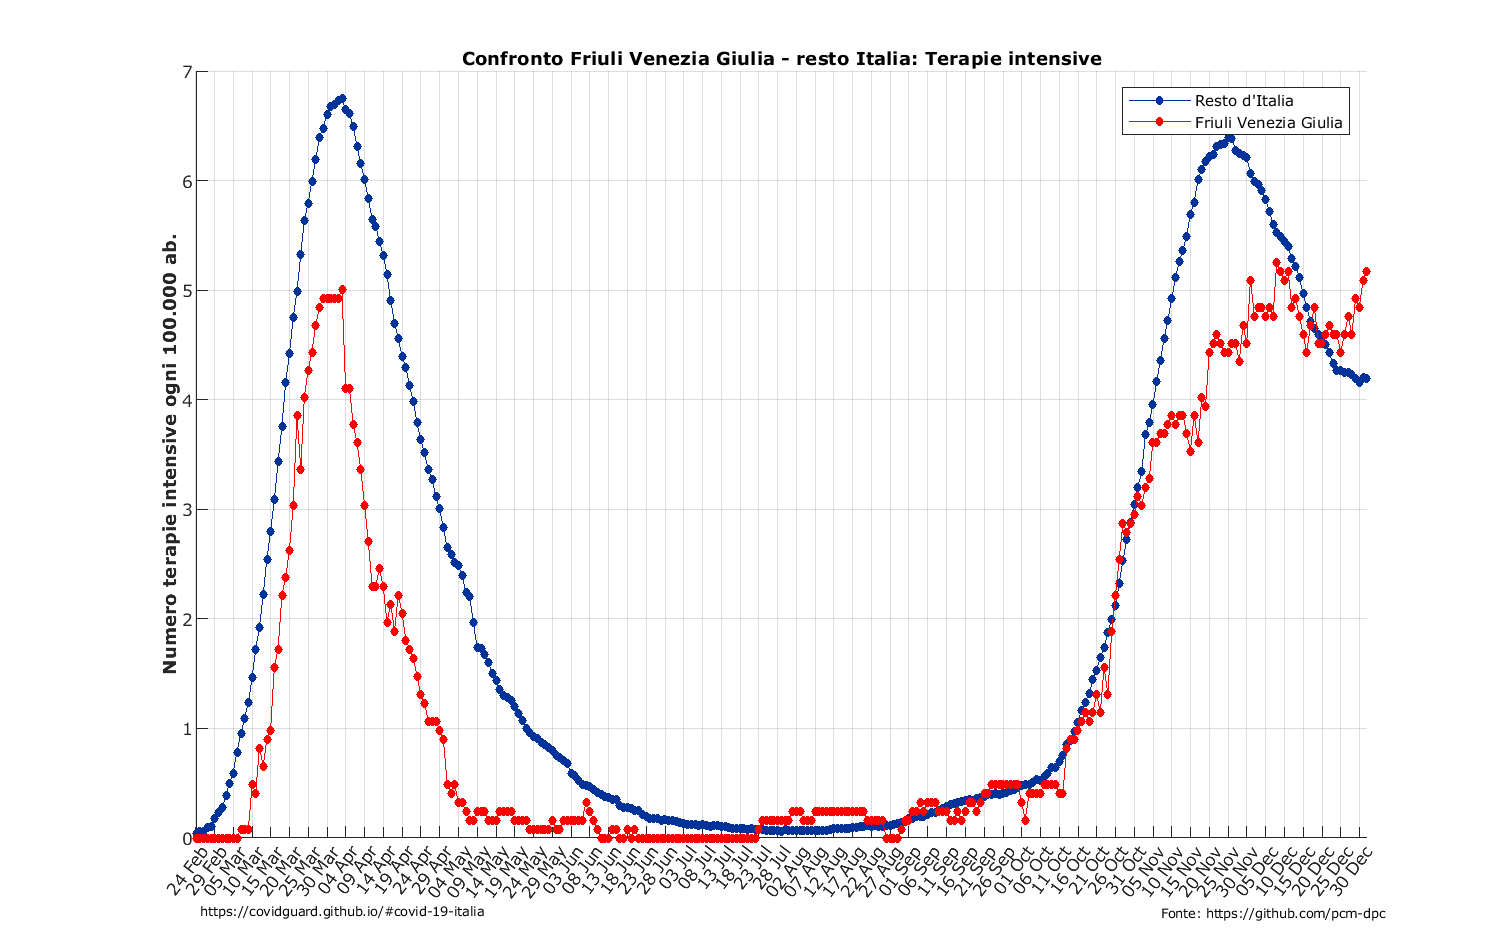 Confronto Friuli Venezia Giulia - resto Italia: Terapie intensive
Resto d'Italia
Friuli Venezia Giulia
Numero terapie intensive ogni 100.000 ab.
7
6
5
4
3
2
1
0
24 Feb
29 Feb
05 Mar
10 Mar
15 Mar
20 Mar
25 Mar
30 Mar
04 Apr
09 Apr
14 Apr
19 Apr
24 Apr
29 Apr
04 May
09 May
14 May
19 May
24 May
29 May
03 Jun
08 Jun
13 Jun
18 Jun
23 Jun
28 Jun
03 Jul
08 Jul
13 Jul
18 Jul
23 Jul
28 Jul
02 Aug
07 Aug
12 Aug
17 Aug
22 Aug
27 Aug
01 Sep
06 Sep
11 Sep
16 Sep
21 Sep
26 Sep
01 Oct
06 Oct
11 Oct
16 Oct
21 Oct
26 Oct
31 Oct
05 Nov
10 Nov
15 Nov
20 Nov
25 Nov
30 Nov
05 Dec
10 Dec
15 Dec
20 Dec
25 Dec
30 Dec
https://covidguard.github.io/#covid-19-italia
Fonte: https://github.com/pcm-dpc